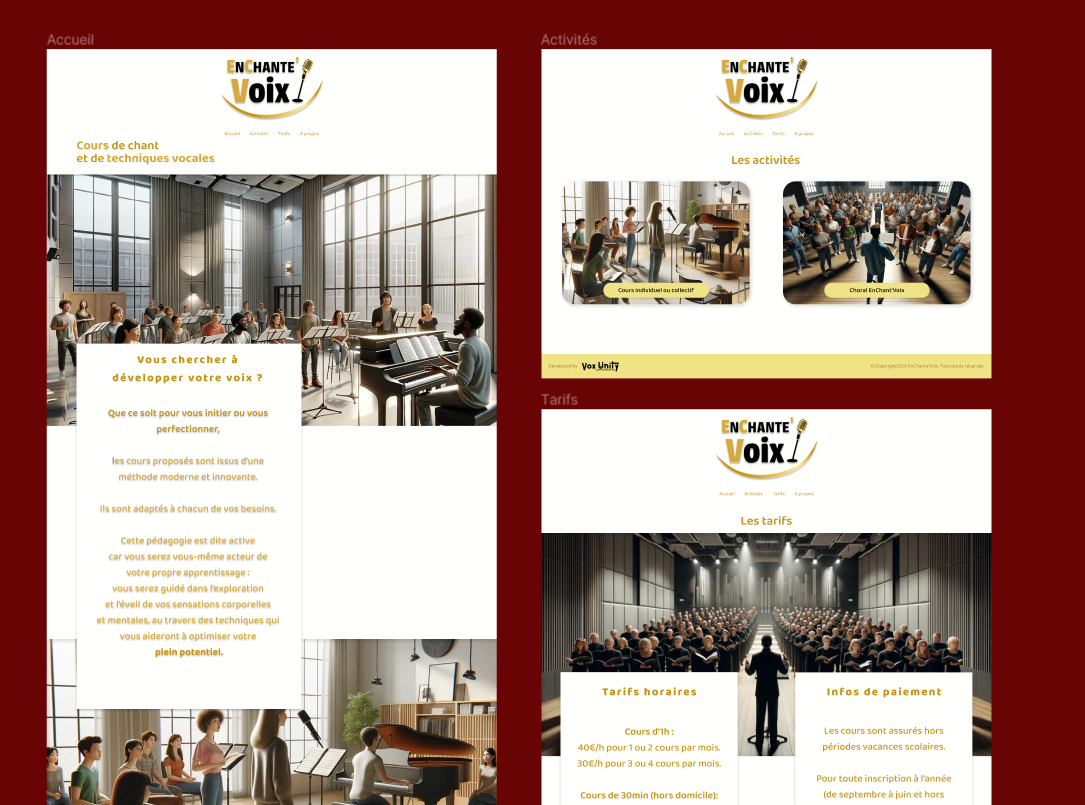 Accueil
EnChante'
Voix
Accueil Activités Tarifs A propos
Cours de chant
et de techniques vocales
Vous chercher à
développer votre voix ?
Que ce soit pour vous initier ou vous
perfectionner,
les cours proposés sont issus d'une
méthode moderne et innovante.
Ils sont adaptés à chacun de vos besoins.
Cette pédagogie est dite active
car vous serez vous-même acteur de
votre propre apprentissage :
vous serez guidé dans l'exploration
et l'éveil de vos sensations corporelles
et mentales, au travers des techniques qui
vous aideront à optimiser votre
plein potentiel.
Activités
EnChante'
Voix
Accueil Activités Tarifs A propos
Les activités
Cours individuel ou collectif
Choral EnChant'Voix
Developed by Vox Unity
© Copyright2024 EnChanteVoix. Tous droits réservés.
Tarifs
EnChante'
Voix
Accueil Activités Tarifs A propos
Les tarifs
Tarifs horaires
Cours d'1h :
40€/h pour 1 ou 2 cours par mois.
30€/h pour 3 ou 4 cours par mois.
Cours de 30min (hors domicile):
Infos de paiement
Les cours sont assurés hors
périodes vacances scolaires.
Pour toute inscription à l'année
(de septembre à juin et hors